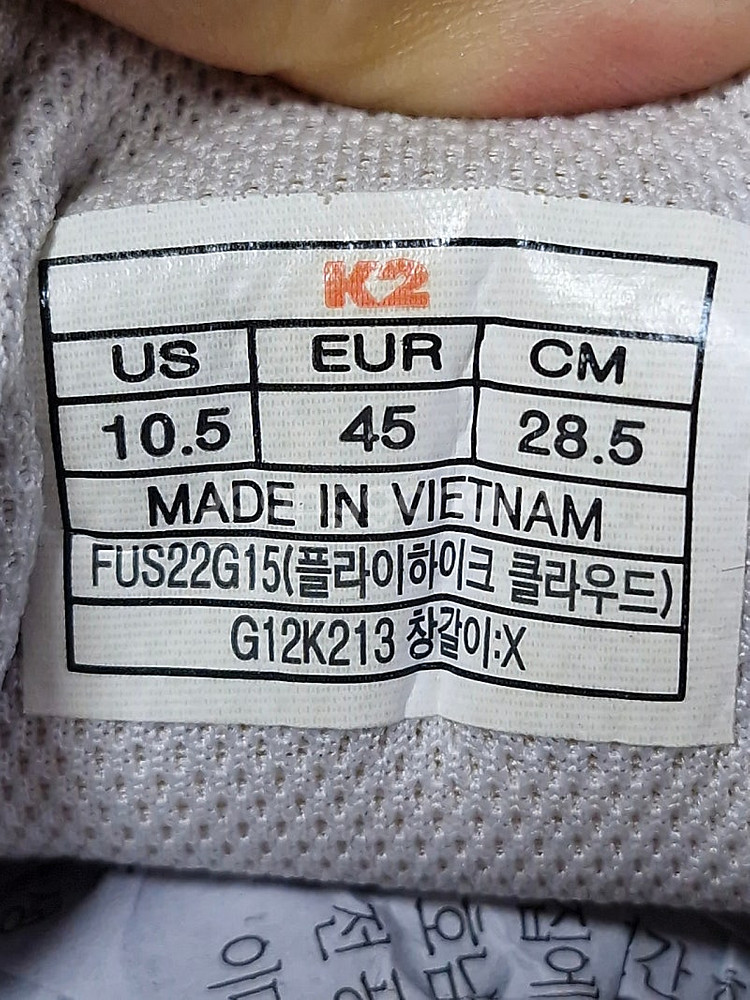 K2
US EUR CM
10.5 45 28.5
MADE IN VIETNAM
FUS22G15(플라이하이크 클라우드)
G12K213 창갈이:X